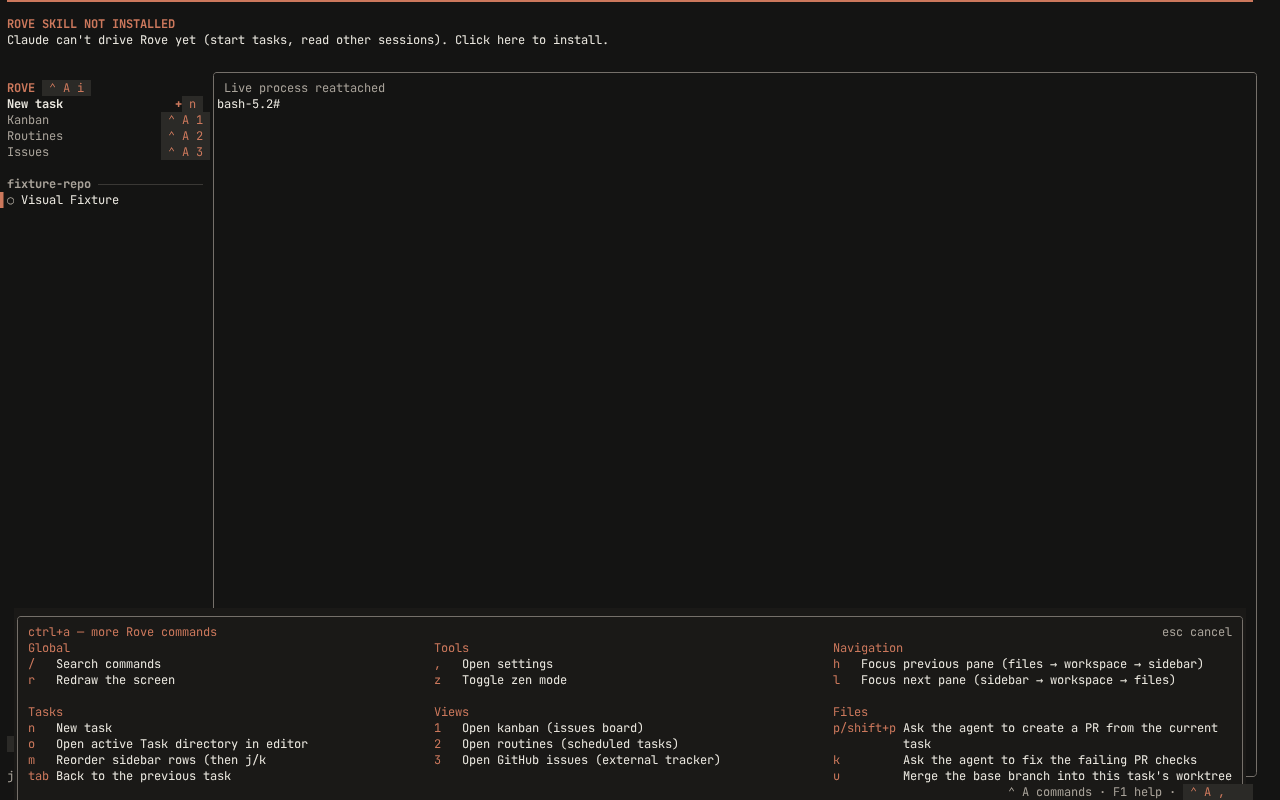 ROVE SKILL NOT INSTALLED
Claude can't drive Rove yet (start tasks, read other sessions). Click here to install.
ROVE ^ A i
New task + n
Kanban ^ A 1
Routines ^ A 2
Issues ^ A 3
fixture-repo
○ Visual Fixture
Live process reattached
bash-5.2#
ctrl+a — more Rove commands esc cancel
Global
/ Search commands
r Redraw the screen
Tools
, Open settings
z Toggle zen mode
Navigation
h Focus previous pane (files → workspace → sidebar)
l Focus next pane (sidebar → workspace → files)
Tasks
n New task
o Open active Task directory in editor
m Reorder sidebar rows (then j/k
tab Back to the previous task
Views
1 Open kanban (issues board)
2 Open routines (scheduled tasks)
3 Open GitHub issues (external tracker)
Files
p/shift+p Ask the agent to create a PR from the current
task
k Ask the agent to fix the failing PR checks
u Merge the base branch into this task's worktree
j
^ A commands · F1 help · ^ A ,